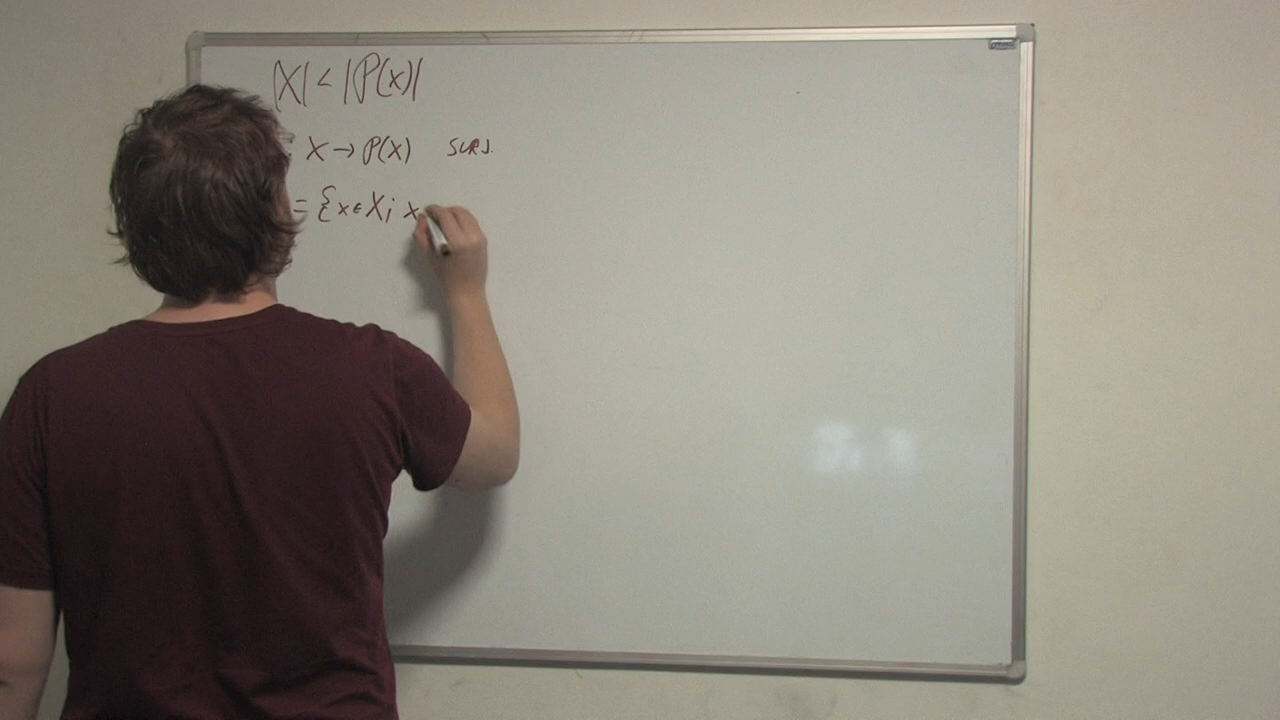 |X| < |P(x)|
: X → P(X) SURJ.
= {x ∈ X; x